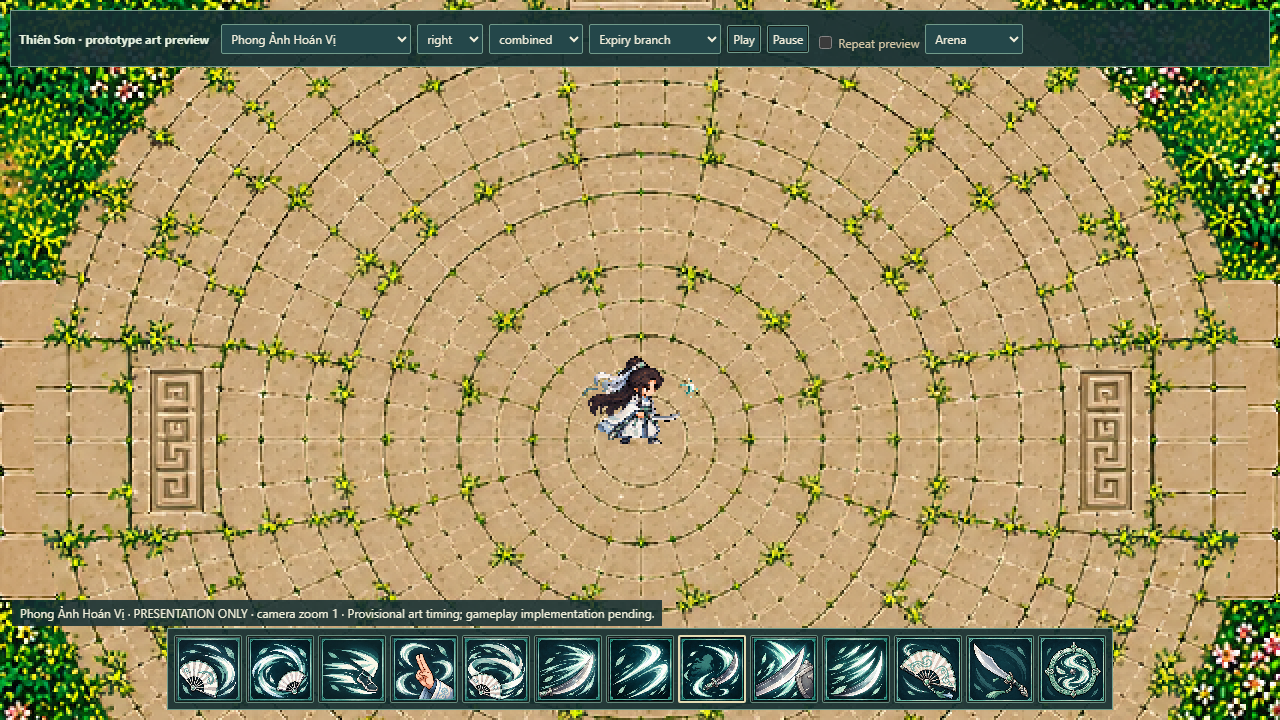 Thiên Sơn · prototype art preview
Phong Ảnh Hoán Vị
right
combined
Expiry branch
Play
Pause
Repeat preview
Arena
Phong Ảnh Hoán Vị · PRESENTATION ONLY · camera zoom 1 · Provisional art timing; gameplay implementation pending.